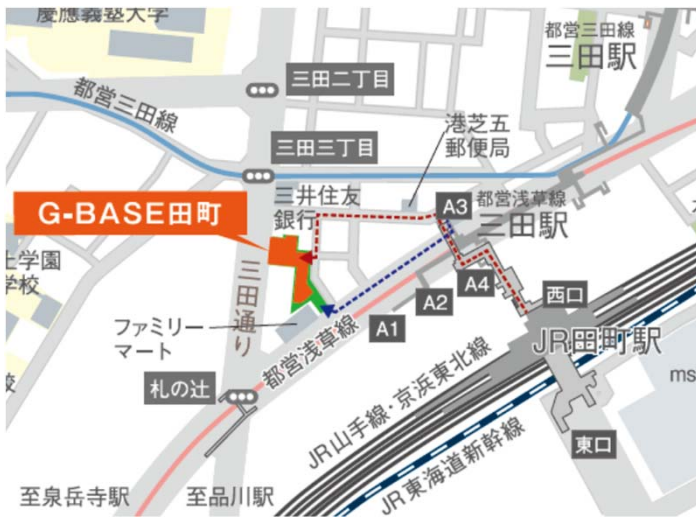 慶應義塾大学
都営三田線
三田駅
三田二丁目
都営三田線
三田三丁目
港芝五
郵便局
三井住友
銀行
A3
都営浅草線
三田駅
G-BASE田町
学園
学校
三田通り
A4
A2
西口
A1
ファミリー
マート
都営浅草線
JR田町駅
札の辻
JR山手線・京浜東北線
ms
東口
JR東海道新幹線
至泉岳寺駅
至品川駅